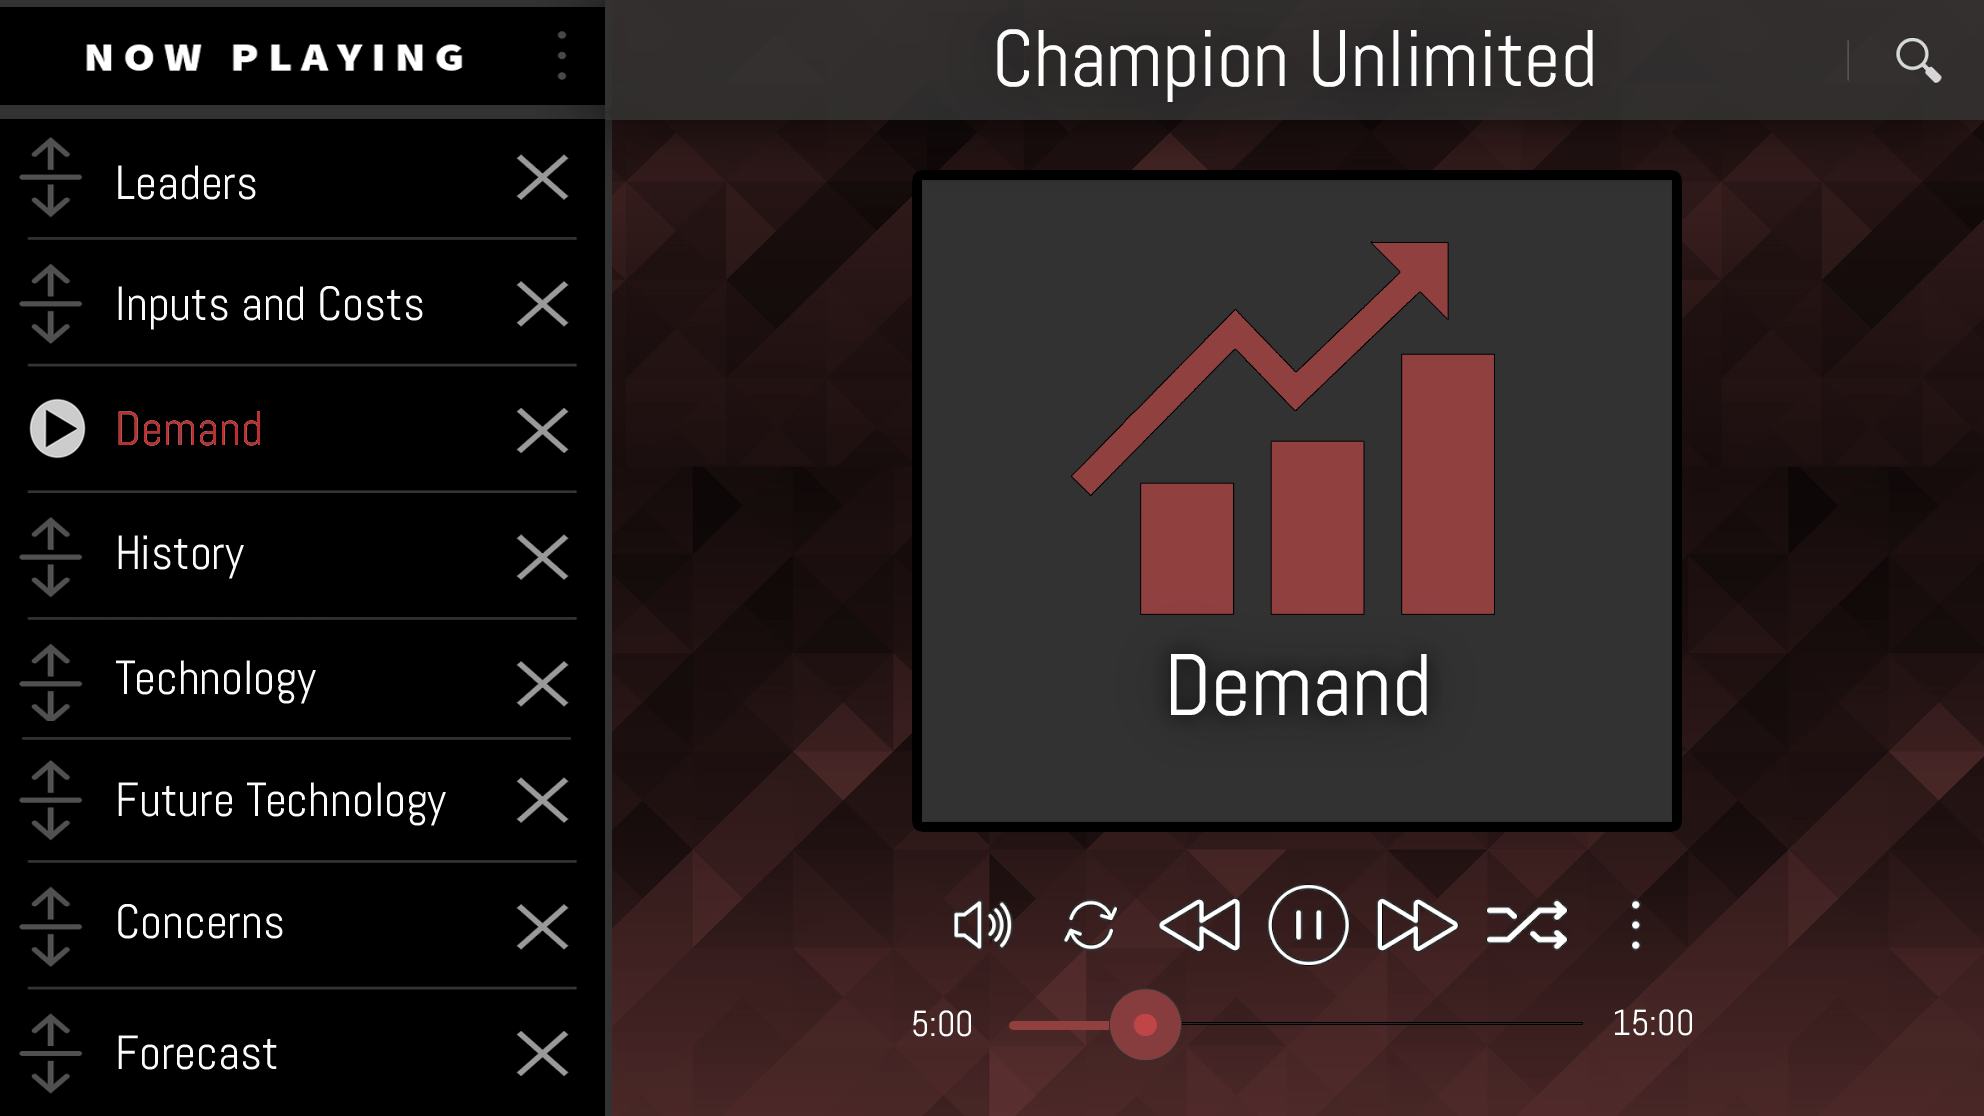 NOW PLAYING
Champion Unlimited
Leaders
Inputs and Costs
Demand
History
Technology
Future Technology
Concerns
Forecast
Demand
5:00
15:00